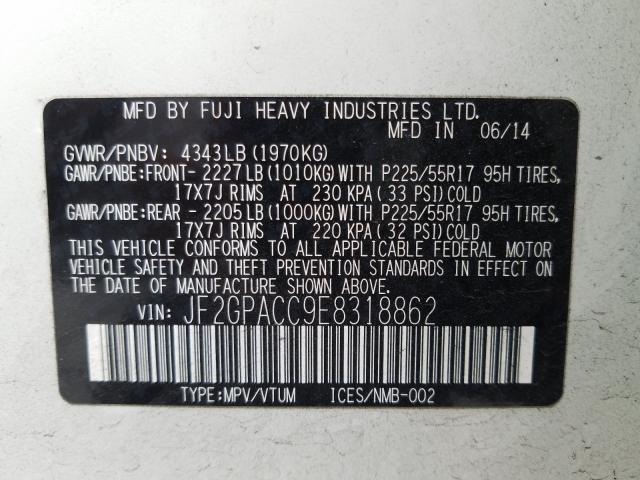 MFD BY FUJI HEAVY INDUSTRIES LTD.
MFD IN 06/14
GVWR/PNBV: 4343LB (1970KG)
GAWR/PNBE:FRONT- 2227LB (1010KG) WITH P225/55R17 95H TIRES,
17X7J RIMS AT 230 KPA (33 PSI) COLD
GAWR/PNBE:REAR - 2205LB (1000KG) WITH P225/55R17 95H TIRES,
17X7J RIMS AT 220 KPA (32 PSI) COLD
THIS VEHICLE CONFORMS TO ALL APPLICABLE FEDERAL MOTOR
VEHICLE SAFETY AND THEFT PREVENTION STANDARDS IN EFFECT
ON THE DATE OF MANUFACTURE SHOWN ABOVE.
VIN: JF2GPACC9E8318862
TYPE:MPV/VTUM ICES/NMB-002